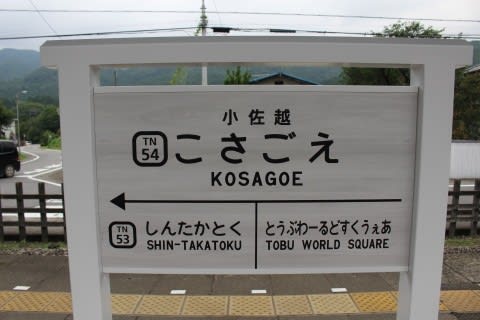 小佐越
TN 54 こさごえ
KOSAGOE
TN 53 しんたかとく とうぶわーるどすくうぇあ
SHIN-TAKATOKU TOBU WORLD SQUARE